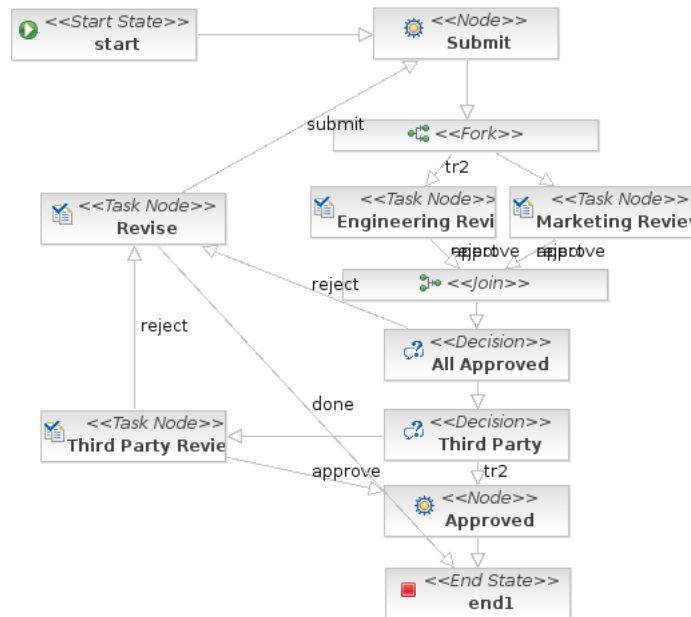 <<Start State>>
start
<<Node>>
Submit
submit
<<Fork>>
tr2
<<Task Node>>
Revise
<<Task Node>>
Engineering Revi
<<Task Node>>
Marketing Review
approve
approve
<<Join>>
reject
<<Decision>>
All Approved
reject
done
<<Task Node>>
Third Party Revie
<<Decision>>
Third Party
approve
tr2
<<Node>>
Approved
<<End State>>
end1